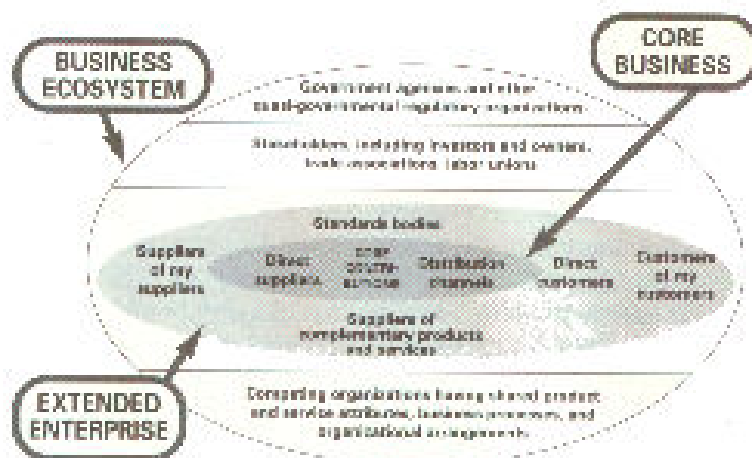 BUSINESS
ECOSYSTEM
CORE
BUSINESS
Government agencies and other
quasi-governmental regulatory organizations
Stakeholders, including investors and owners,
trade associations, labor unions
Standards bodies
Suppliers
of my
suppliers
Direct
suppliers
CORE
CONTRI-
BUTIONS
Distribution
channels
Direct
customers
Customers
of my
customers
Suppliers of
complementary products
and services
EXTENDED
ENTERPRISE
Competing organizations having shared product
and service attributes, business processes, and
organizational arrangements